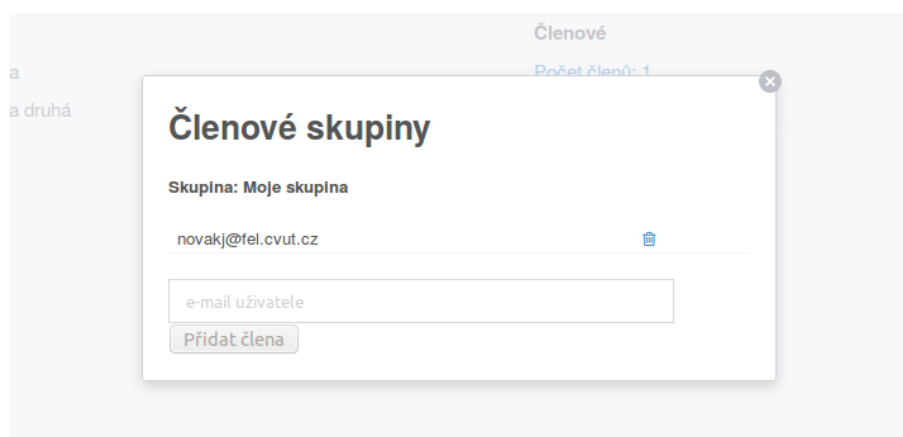 Členové
a
Počet členů: 1
a druhá
Členové skupiny
Skupina: Moje skupina
novakj@fel.cvut.cz
e-mail uživatele
Přidat člena